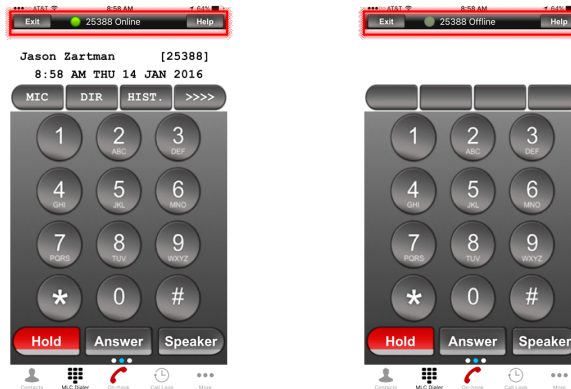 AT&T 8:58 AM 64%
Exit 25388 Online Help
Jason Zartman [25388]
8:58 AM THU 14 JAN 2016
MIC DIR HIST. >>>>
1 2 3
ABC DEF
4 5 6
GHI JKL MNO
7 8 9
PQRS TUV WXYZ
* 0 #
Hold Answer Speaker
Contacts MLC Dialer On-hook Call Logs More
AT&T 8:58 AM 64%
Exit 25388 Offline Help
1 2 3
ABC DEF
4 5 6
GHI JKL MNO
7 8 9
PQRS TUV WXYZ
* 0 #
Hold Answer Speaker
Contacts MLC Dialer On-hook Call Logs More